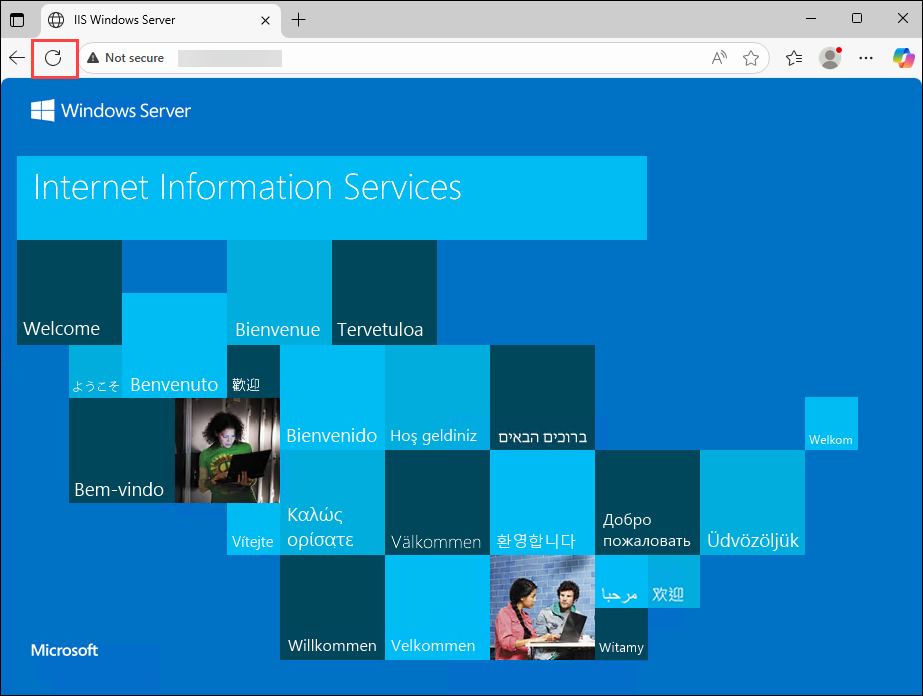 IIS Windows Server
Not secure
Windows Server
Internet Information Services
Welcome
Bienvenue
Tervetuloa
ようこそ
Benvenuto
歡迎
Bienvenido
Hoş geldiniz
ברוכים הבאים
Welkom
Bem-vindo
Vítejte
Καλώς
ορίσατε
Välkommen
환영합니다
Добро
пожаловать
Üdvözöljük
Willkommen
Velkommen
مرحبا
欢迎
Witamy
Microsoft